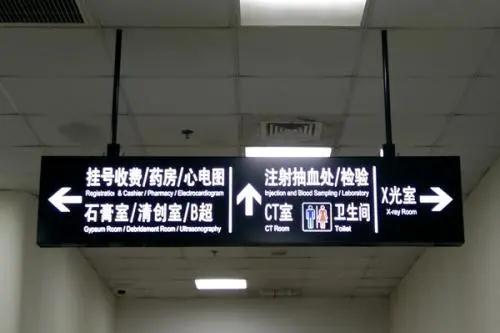 挂号收费/药房/心电图
Registratio & Cashier / Pharmacy / Electrocardiogram
石膏室/清创室/B超
Gypsum Room / Debridement Room / Ultrasonography
注射抽血处/检验
Injection and Blood Sampling / Laboratory
CT室 卫生间
CT Room Toilet
X光室
X-ray Room